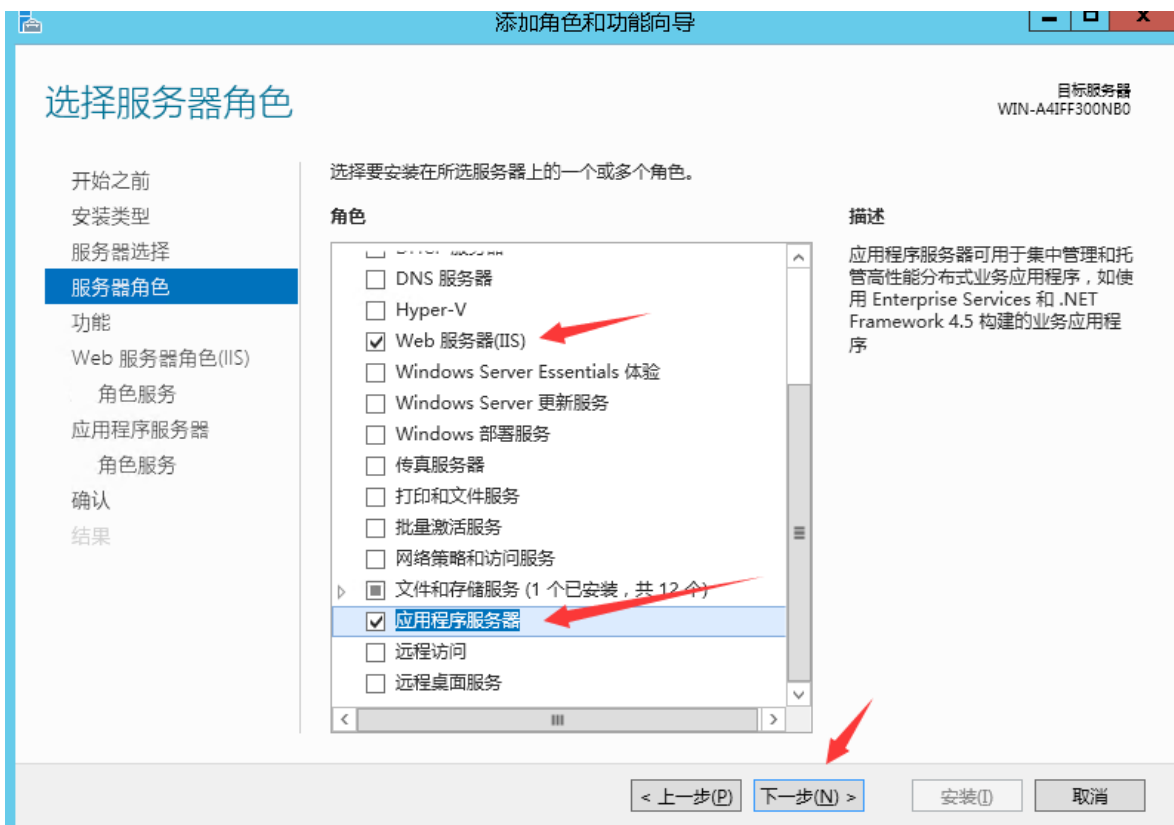 添加角色和功能向导
选择服务器角色
目标服务器
WIN-A4IFF300NB0
开始之前
安装类型
服务器选择
服务器角色
功能
Web 服务器角色(IIS)
角色服务
应用程序服务器
角色服务
确认
结果
选择要安装在所选服务器上的一个或多个角色。
角色
DHCP 服务器
DNS 服务器
Hyper-V
Web 服务器(IIS)
Windows Server Essentials 体验
Windows Server 更新服务
Windows 部署服务
传真服务器
打印和文件服务
批量激活服务
网络策略和访问服务
文件和存储服务 (1 个已安装，共 12 个)
应用程序服务器
远程访问
远程桌面服务
描述
应用程序服务器可用于集中管理和托
管高性能分布式业务应用程序，如使
用 Enterprise Services 和 .NET
Framework 4.5 构建的业务应用程
序
< 上一步(P)
下一步(N) >
安装(I)
取消